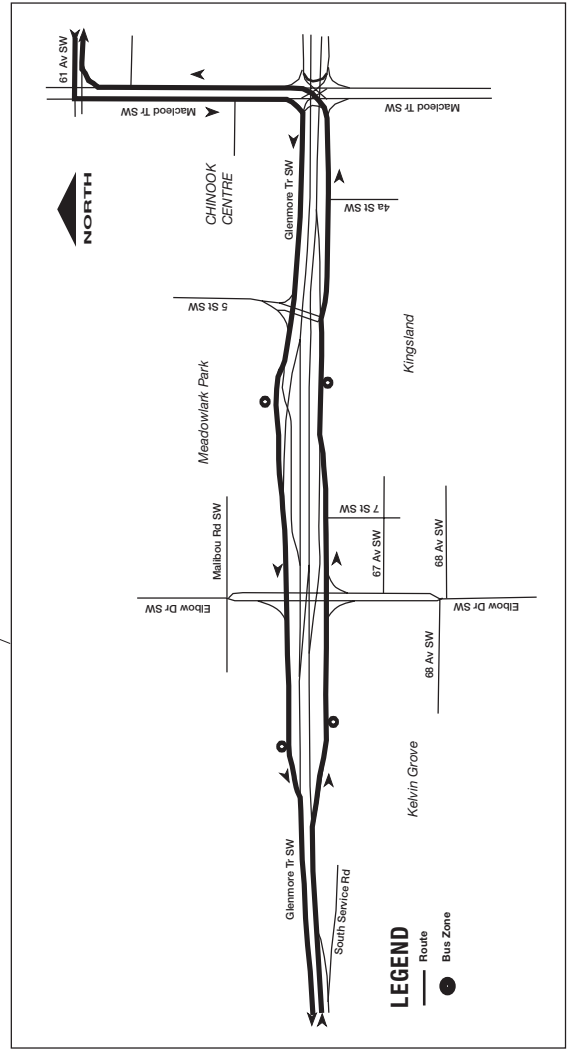 61 Av SW
Macleod Tr SW
Macleod Tr SW
NORTH
CHINOOK
CENTRE
Glenmore Tr SW
4a St SW
5 St SW
Kingsland
Meadowlark Park
Malibou Rd SW
7 St SW
67 Av SW
68 Av SW
Elbow Dr SW
Elbow Dr SW
68 Av SW
Kelvin Grove
Glenmore Tr SW
South Service Rd
LEGEND
Route
Bus Zone